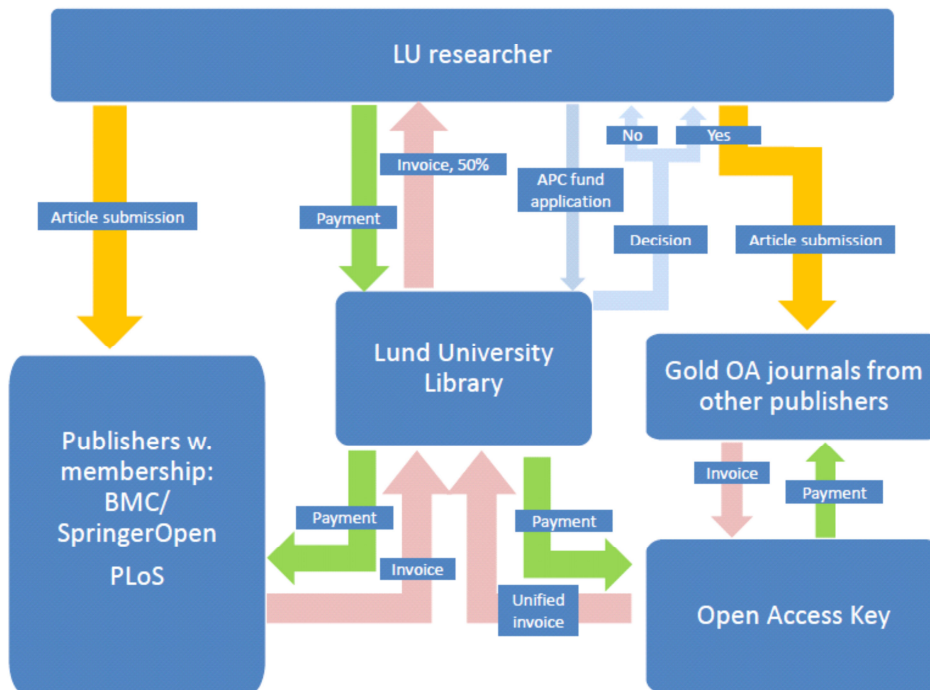 LU researcher
No
Yes
Invoice, 50%
APC fund
application
Article submission
Payment
Decision
Article submission
Lund University
Library
Gold OA journals from
other publishers
Publishers w.
membership:
BMC/
SpringerOpen
PLoS
Invoice
Payment
Payment
Payment
Invoice
Unified
invoice
Open Access Key